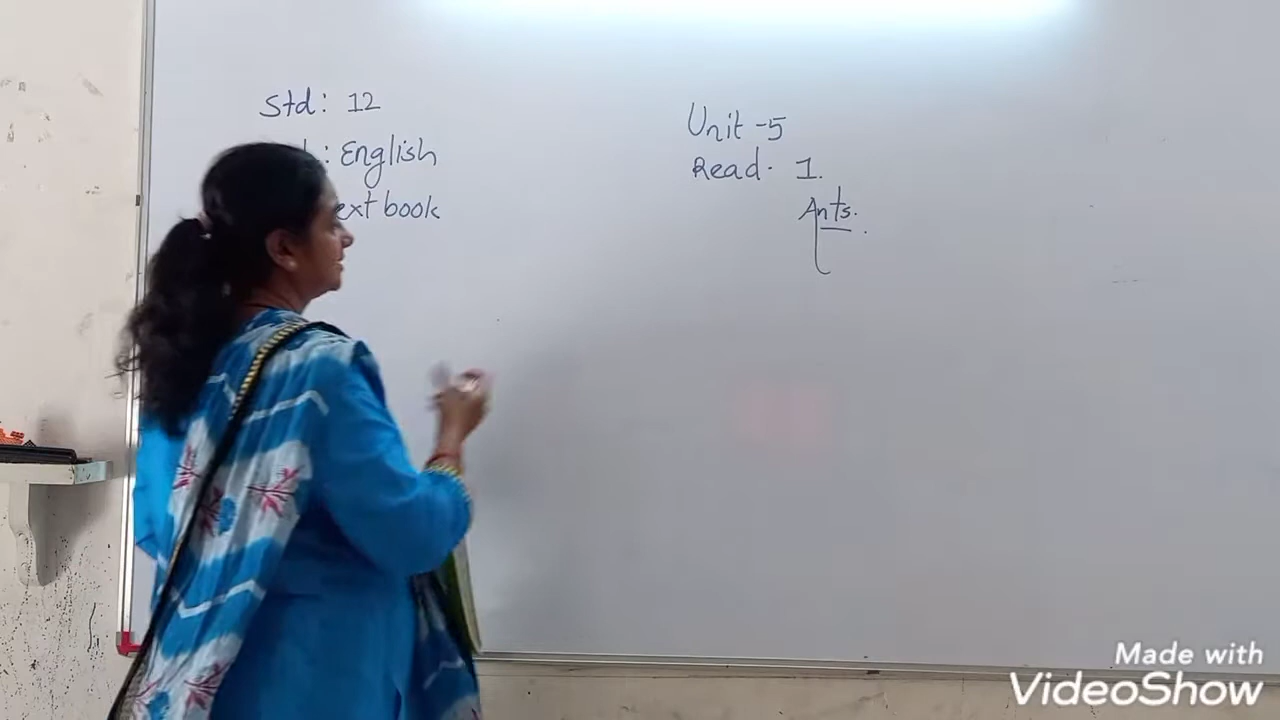 Std: 12
: English
ext book
Unit -5
Read. 1.
Ants.
Made with
VideoShow